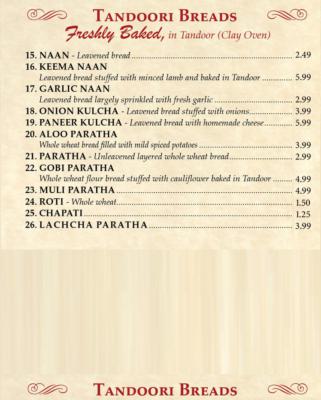 TANDOORI BREADS
Freshly Baked, in Tandoor (Clay Oven)
15. NAAN - Leavened bread 2.49
16. KEEMA NAAN
Leavened bread stuffed with minced lamb and baked in Tandoor 5.99
17. GARLIC NAAN
Leavened bread largely sprinkled with fresh garlic 2.99
18. ONION KULCHA - Leavened bread stuffed with onions 3.99
19. PANEER KULCHA - Leavened bread with homemade cheese 5.99
20. ALOO PARATHA
Whole wheat bread filled with mild spiced potatoes 3.99
21. PARATHA - Unleavened layered whole wheat bread 2.99
22. GOBI PARATHA
Whole wheat flour bread stuffed with cauliflower baked in Tandoor 4.99
23. MULI PARATHA 4.99
24. ROTI - Whole wheat 1.50
25. CHAPATI 1.25
26. LACHCHA PARATHA 3.99
TANDOORI BREADS